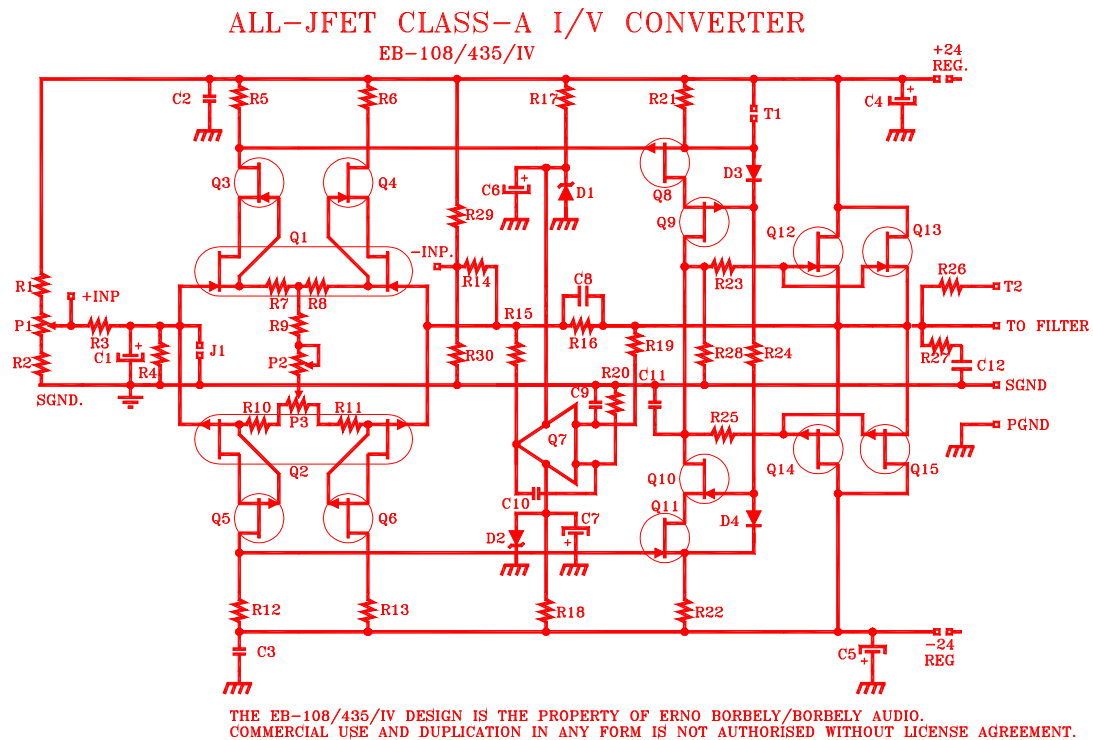 ALL-JFET CLASS-A I/V CONVERTER
EB-108/435/IV
+24
REG.
C2
R5
R6
R17
R21
T1
C4
Q3
Q4
C6
D1
Q8
D3
Q9
R29
Q1
-INP.
Q12
Q13
R1
+INP
R7
R8
R14
C8
R23
R26
T2
P1
R3
R9
R15
R16
TO FILTER
C1
R4
J1
P2
R30
R19
R28
R24
R27
C12
R2
R20
C11
C9
SGND
SGND.
P3
R10
R11
Q7
R25
PGND
Q2
Q10
Q14
Q15
C10
Q5
Q6
D2
C7
Q11
D4
R12
R13
R18
R22
C3
C5
-24
REG
THE EB-108/435/IV DESIGN IS THE PROPERTY OF ERNO BORBELY/BORBELY AUDIO.
COMMERCIAL USE AND DUPLICATION IN ANY FORM IS NOT AUTHORISED WITHOUT LICENSE AGREEMENT.